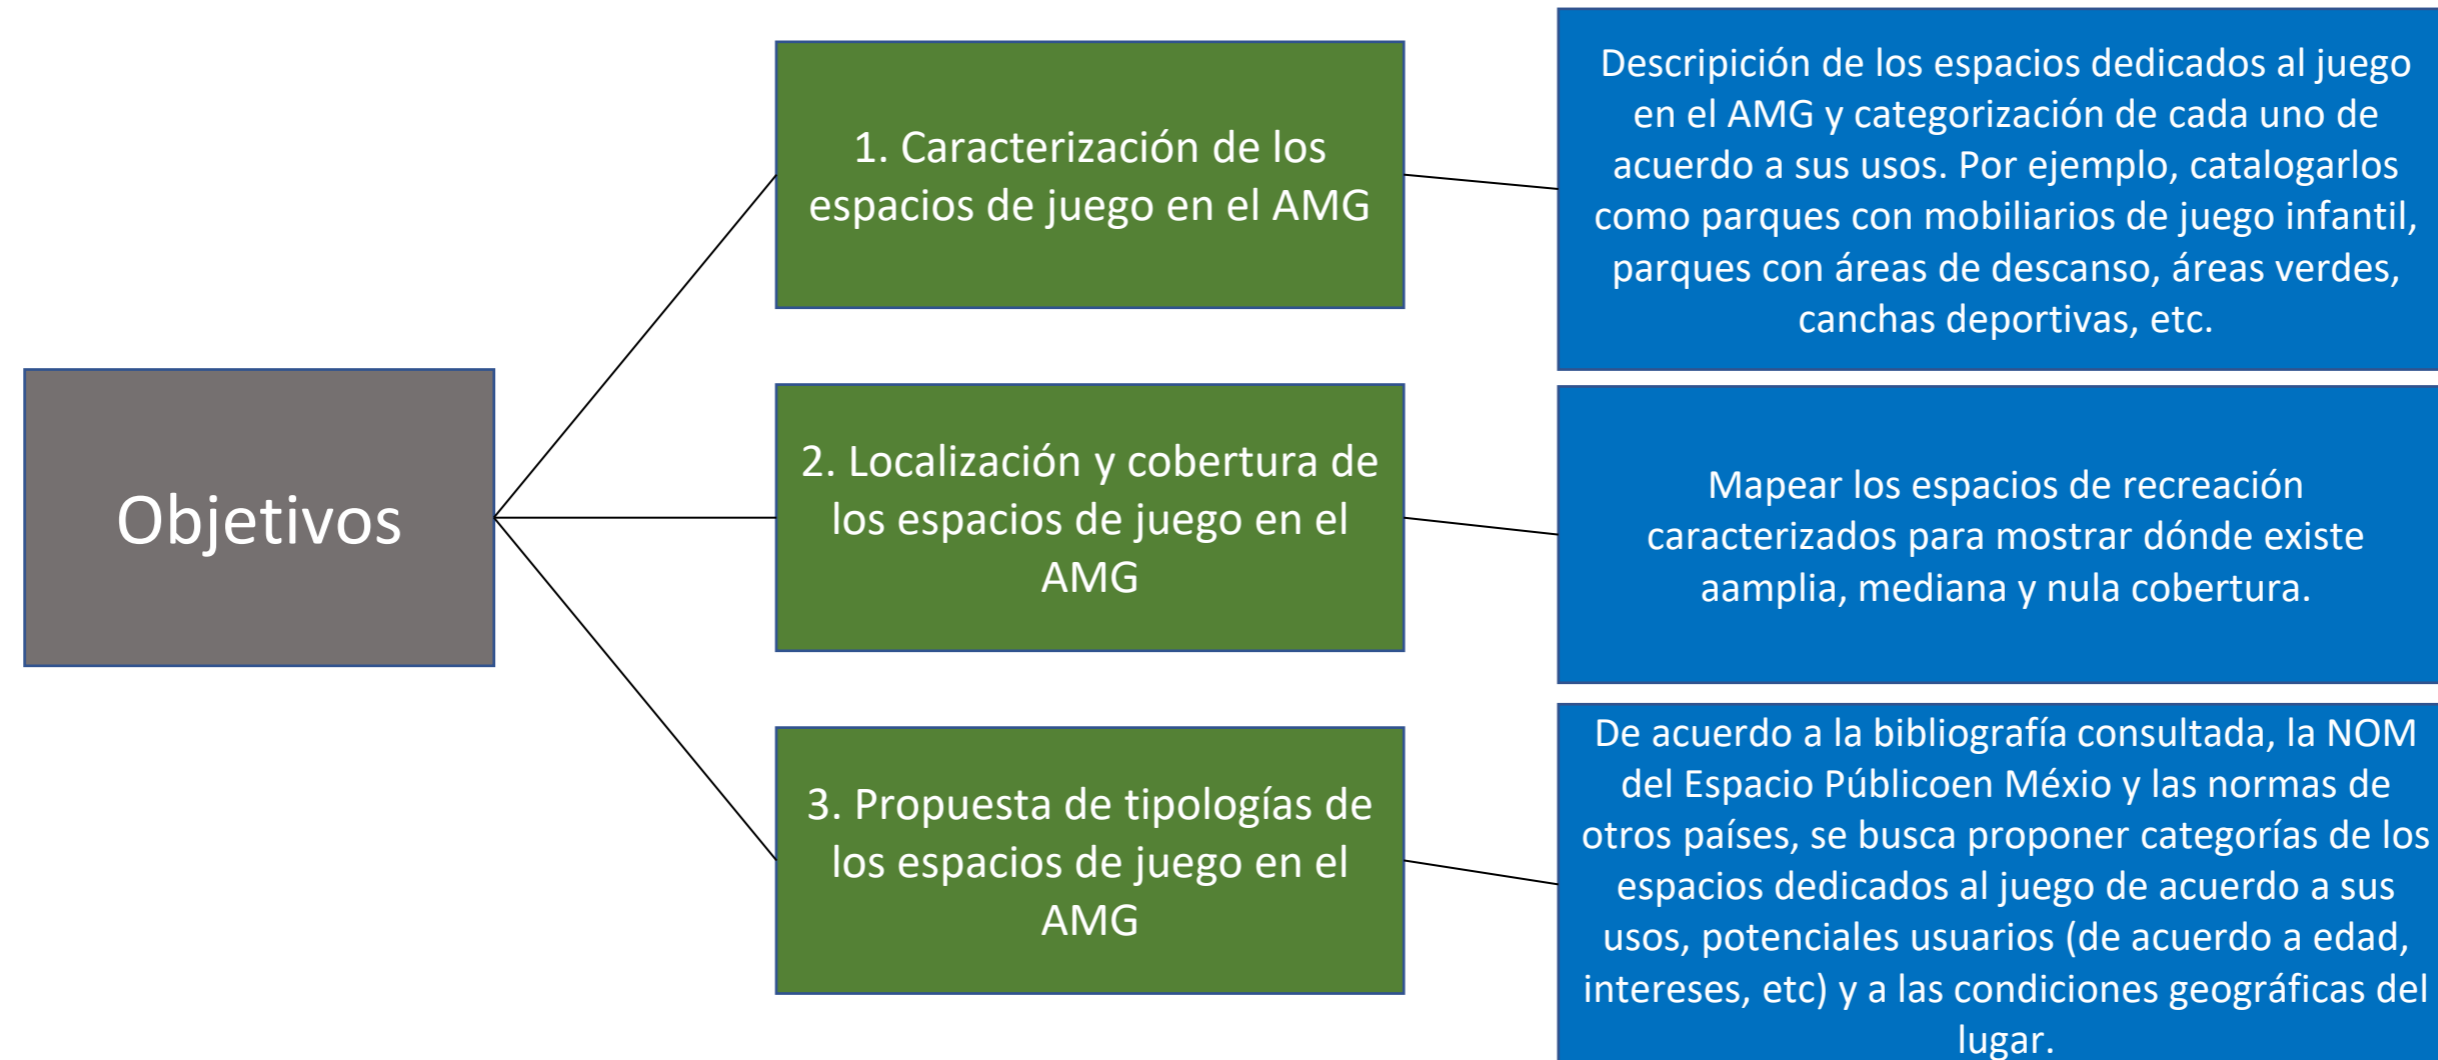 Objetivos
1. Caracterización de los
espacios de juego en el AMG
Descripición de los espacios dedicados al juego
en el AMG y categorización de cada uno de
acuerdo a sus usos. Por ejemplo, catalogarlos
como parques con mobiliarios de juego infantil,
parques con áreas de descanso, áreas verdes,
canchas deportivas, etc.
2. Localización y cobertura de
los espacios de juego en el
AMG
Mapear los espacios de recreación
caracterizados para mostrar dónde existe
aamplia, mediana y nula cobertura.
3. Propuesta de tipologías de
los espacios de juego en el
AMG
De acuerdo a la bibliografía consultada, la NOM
del Espacio Públicoen Méxio y las normas de
otros países, se busca proponer categorías de los
espacios dedicados al juego de acuerdo a sus
usos, potenciales usuarios (de acuerdo a edad,
intereses, etc) y a las condiciones geográficas del
lugar.